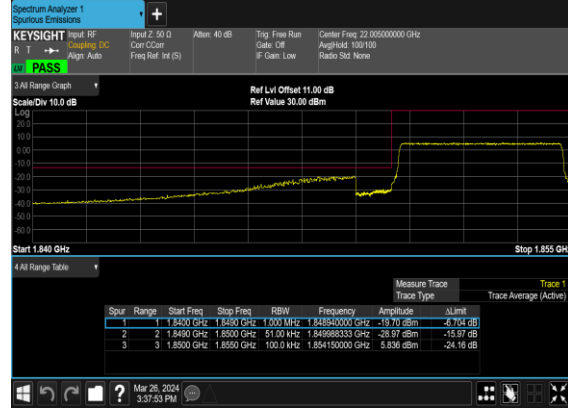 Spectrum Analyzer 1
Spurious Emissions
KEYSIGHT
R T
PASS
Input: RF
Coupling: DC
Align: Auto
Input Z: 50 Ω
Corr CCorr
Freq Ref: Int (S)
Atten: 40 dB
Trig: Free Run
Gate: Off
IF Gain: Low
Center Freq: 22.005000000 GHz
Avg|Hold: 100/100
Radio Std: None
3 All Range Graph
Scale/Div 10.0 dB
Ref Lvl Offset 11.00 dB
Ref Value 30.00 dBm
Log
20.0
10.0
0.00
-10.0
-20.0
-30.0
-40.0
-50.0
-60.0
Start 1.840 GHz
Stop 1.855 GH
4 All Range Table
Measure Trace Trace 1
Trace Type Trace Average (Active)
Spur Range Start Freq Stop Freq RBW Frequency Amplitude ΔLimit
1 1 1.8400 GHz 1.8490 GHz 1.000 MHz 1.848940000 GHz -19.70 dBm -6.704 dB
2 2 1.8490 GHz 1.8500 GHz 51.00 kHz 1.849988333 GHz -28.97 dBm -15.97 dB
3 3 1.8500 GHz 1.8550 GHz 100.0 kHz 1.854150000 GHz 5.836 dBm -24.16 dB
Mar 26, 2024
3:37:53 PM